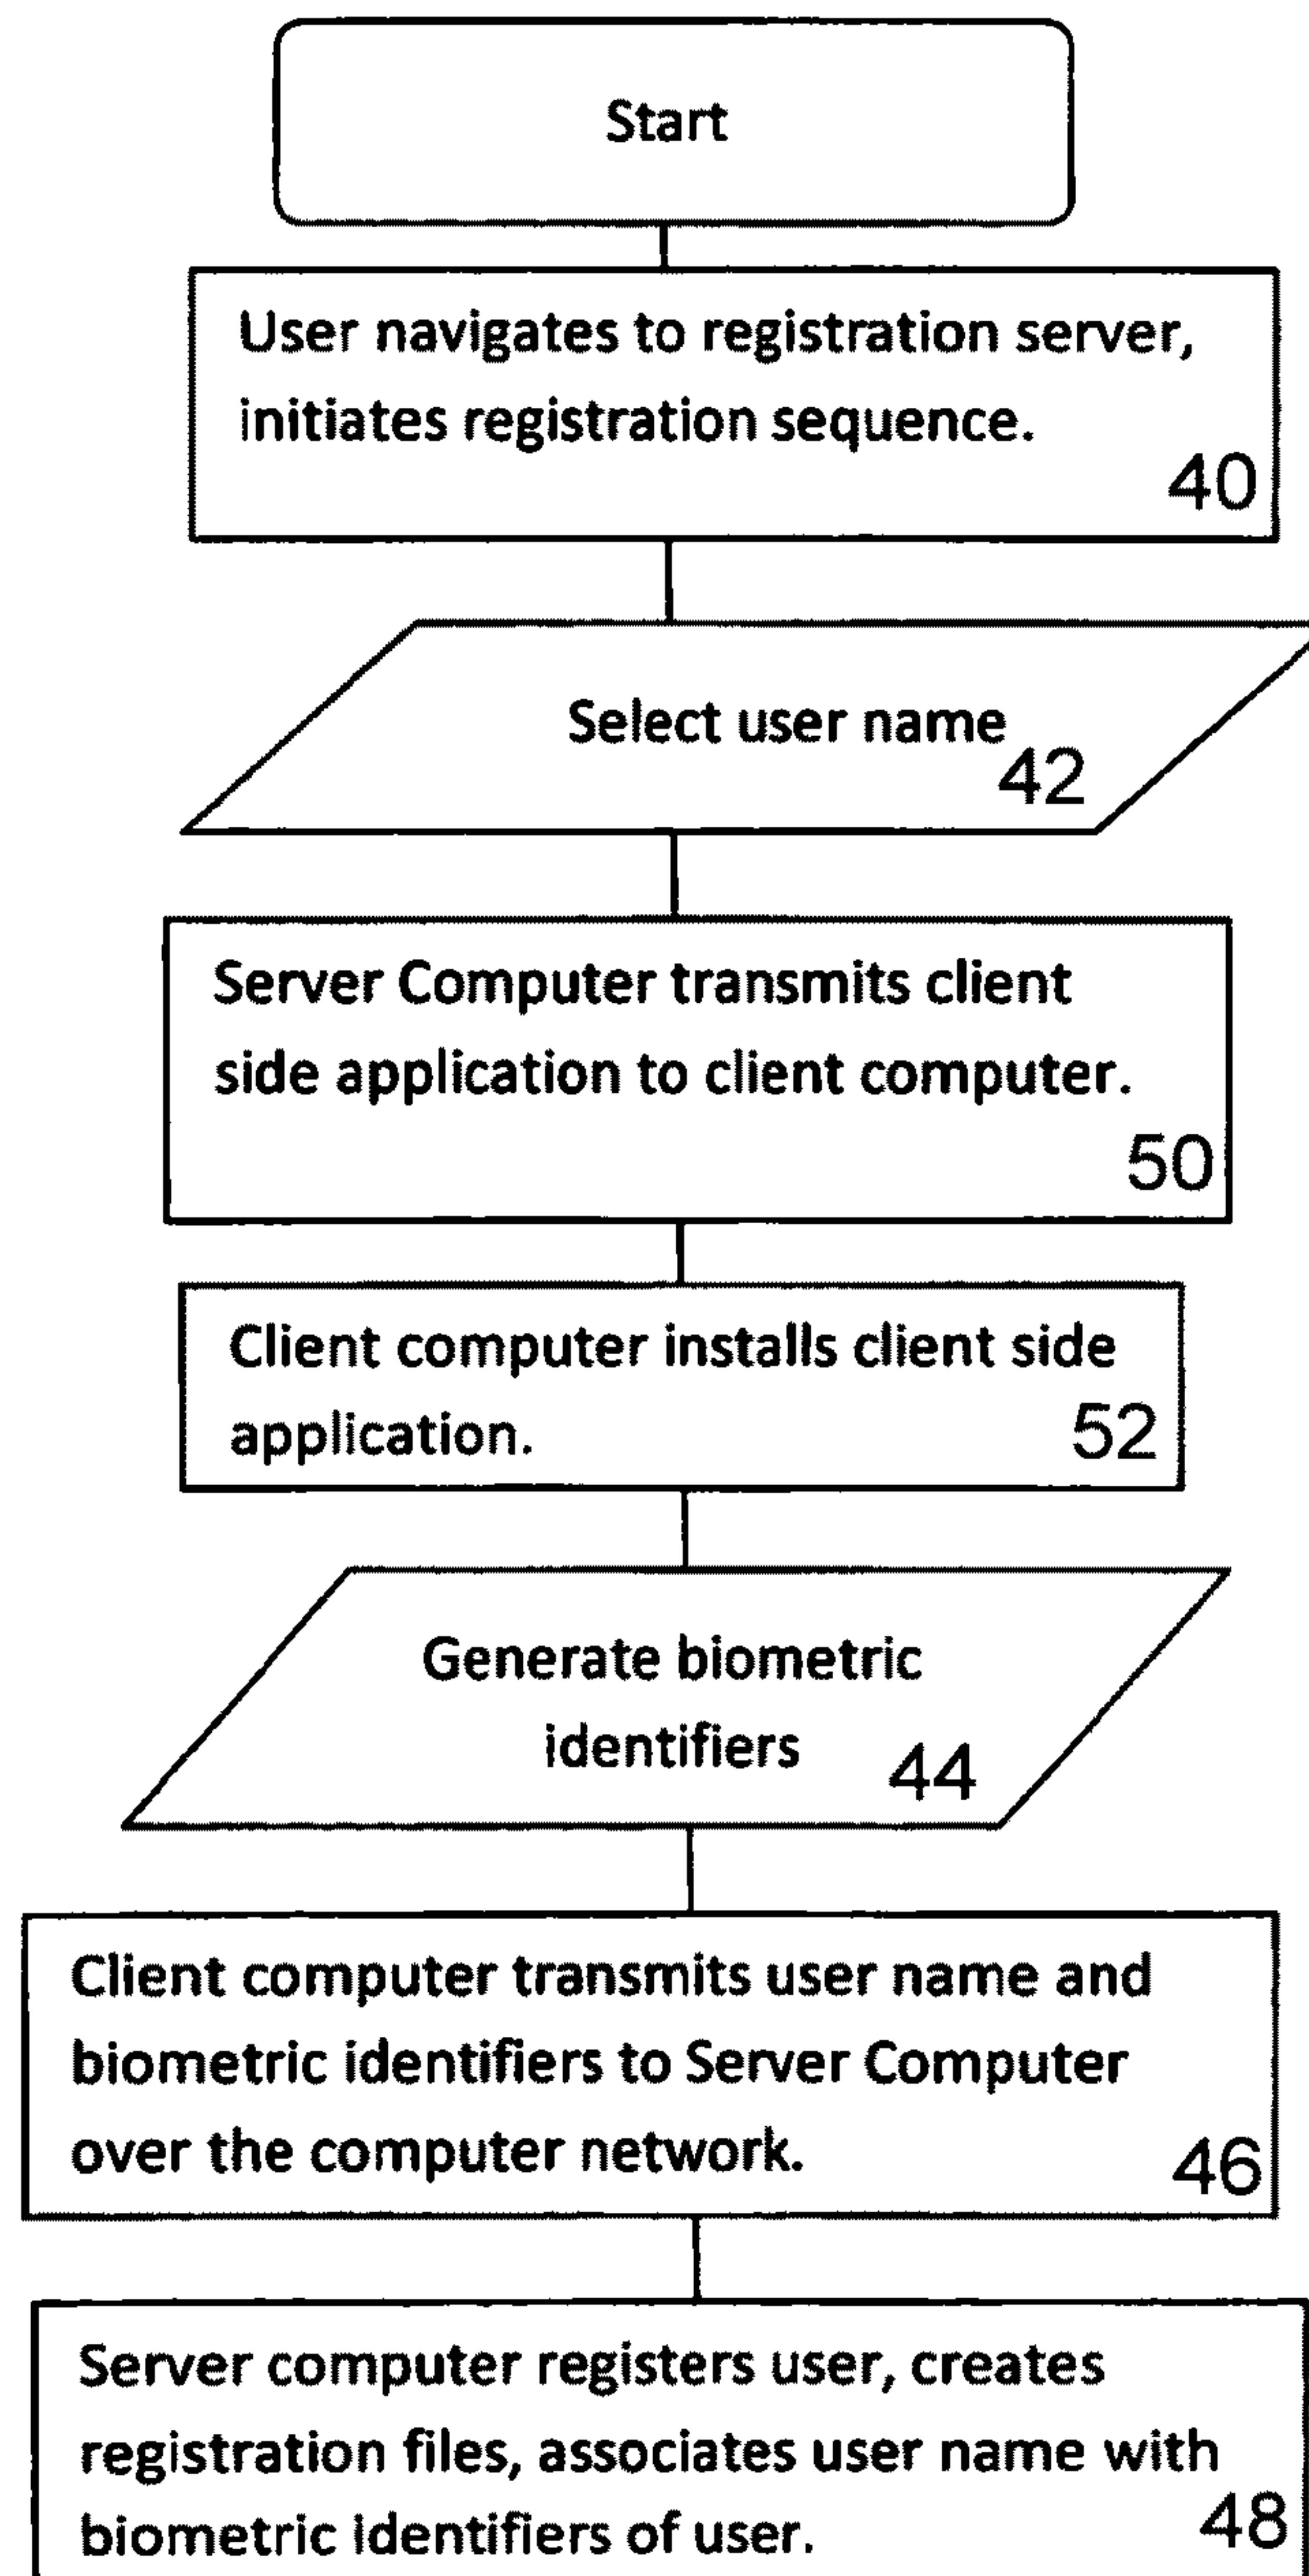 Start
User navigates to registration server,
initiates registration sequence.
40
Select user name
42
Server Computer transmits client
side application to client computer.
50
Client computer installs client side
application.
52
Generate biometric
identifiers
44
Client computer transmits user name and
biometric identifiers to Server Computer
over the computer network.
46
Server computer registers user, creates
registration files, associates user name with
biometric identifiers of user.
48